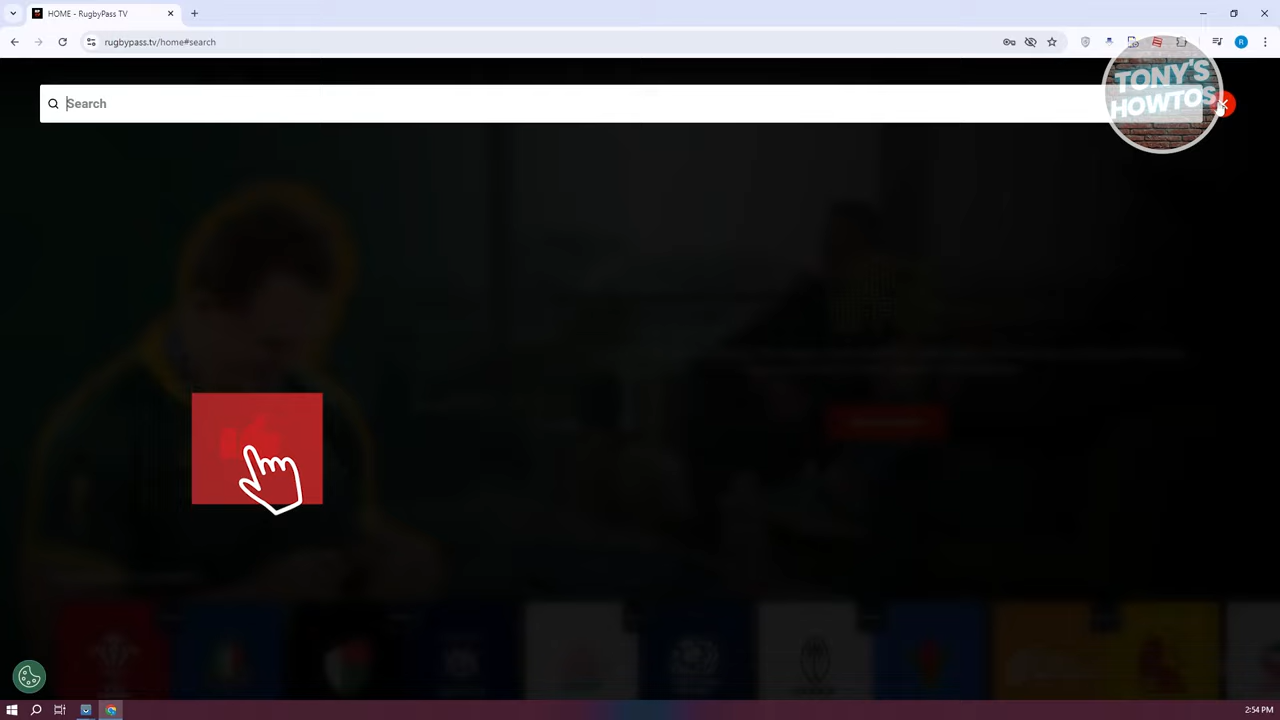 HOME - RugbyPass TV
rugbypass.tv/home#search
R
Search
TONY'S
HOWTOS
2:54 PM